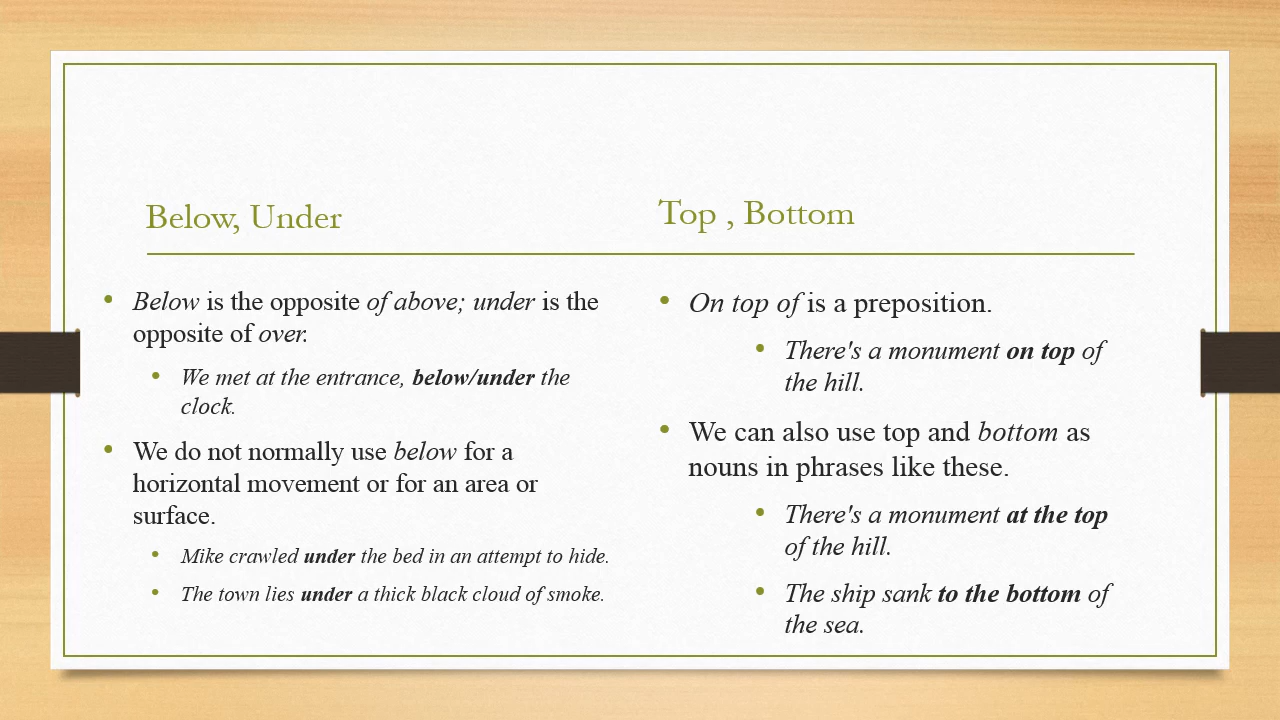 Below, Under
• Below is the opposite of above; under is the
opposite of over.
• We met at the entrance, below/under the
clock.
• We do not normally use below for a
horizontal movement or for an area or
surface.
• Mike crawled under the bed in an attempt to hide.
• The town lies under a thick black cloud of smoke.
Top , Bottom
• On top of is a preposition.
• There's a monument on top of
the hill.
• We can also use top and bottom as
nouns in phrases like these.
• There's a monument at the top
of the hill.
• The ship sank to the bottom of
the sea.